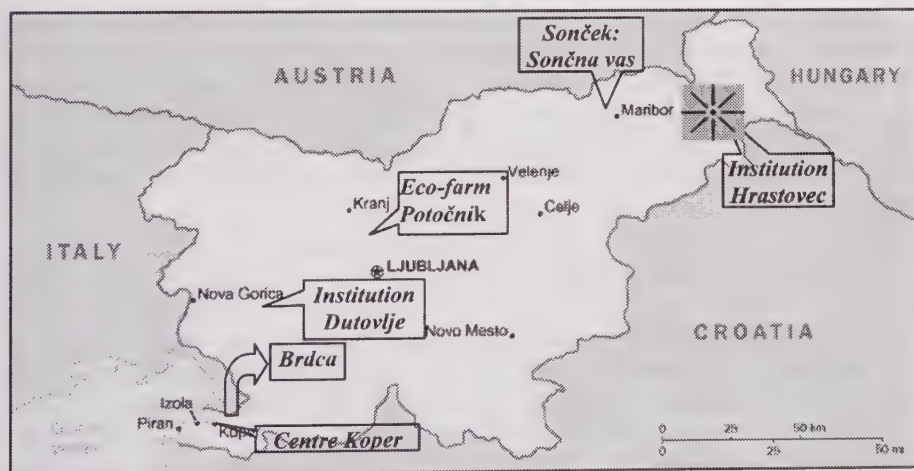 Sonček:
Sončna vas
AUSTRIA
HUNGARY
Maribor
Institution
Hrastovec
Velenje
Eco-farm
Potočnik
Kranj
Celje
ITALY
LJUBLJANA
Nova Gorica
Institution
Dutovlje
Novo Mesto
CROATIA
Brdca
Izola
Piran
Centre Koper
0 25 50 km
0 25 50 mi